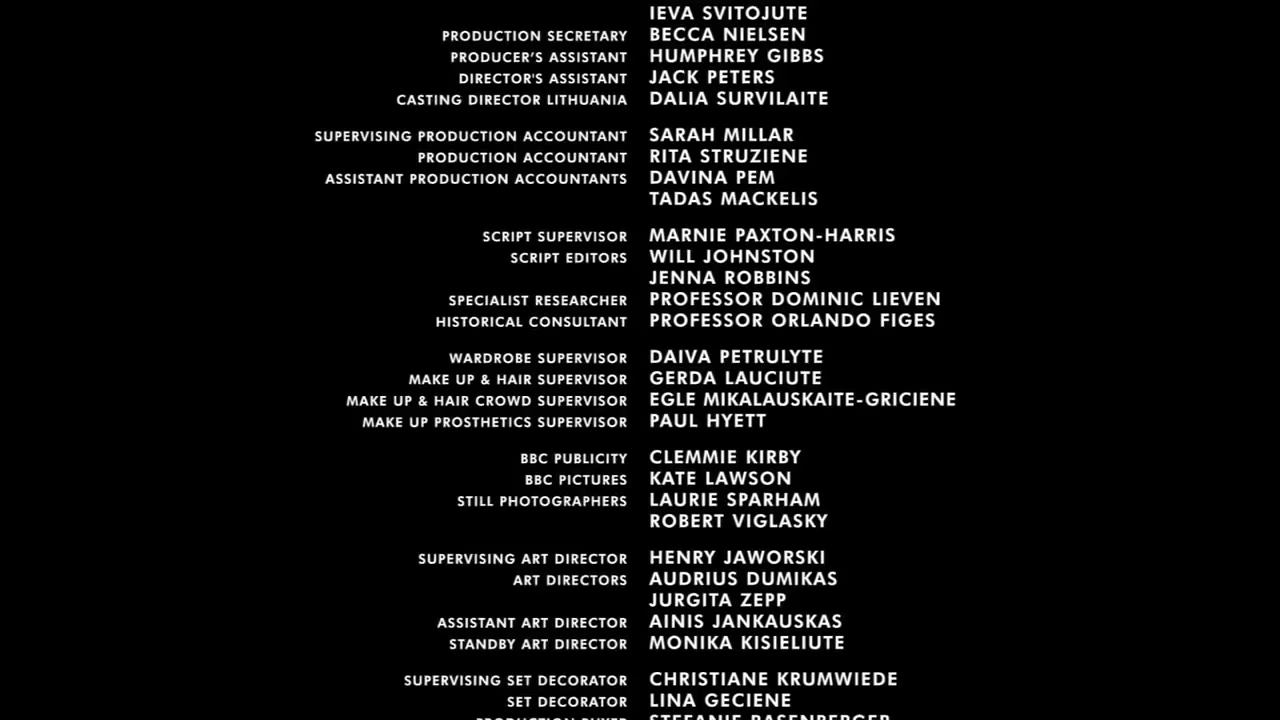 IEVA SVITOJUTE
PRODUCTION SECRETARY BECCA NIELSEN
PRODUCER'S ASSISTANT HUMPHREY GIBBS
DIRECTOR'S ASSISTANT JACK PETERS
CASTING DIRECTOR LITHUANIA DALIA SURVILAITE
SUPERVISING PRODUCTION ACCOUNTANT SARAH MILLAR
PRODUCTION ACCOUNTANT RITA STRUZIENE
ASSISTANT PRODUCTION ACCOUNTANTS DAVINA PEM
TADAS MACKELIS
SCRIPT SUPERVISOR MARNIE PAXTON-HARRIS
SCRIPT EDITORS WILL JOHNSTON
JENNA ROBBINS
SPECIALIST RESEARCHER PROFESSOR DOMINIC LIEVEN
HISTORICAL CONSULTANT PROFESSOR ORLANDO FIGES
WARDROBE SUPERVISOR DAIVA PETRULYTE
MAKE UP & HAIR SUPERVISOR GERDA LAUCIUTE
MAKE UP & HAIR CROWD SUPERVISOR EGLE MIKALAUSKAITE-GRICIENE
MAKE UP PROSTHETICS SUPERVISOR PAUL HYETT
BBC PUBLICITY CLEMMIE KIRBY
BBC PICTURES KATE LAWSON
STILL PHOTOGRAPHERS LAURIE SPARHAM
ROBERT VIGLASKY
SUPERVISING ART DIRECTOR HENRY JAWORSKI
ART DIRECTORS AUDRIUS DUMIKAS
JURGITA ZEPP
ASSISTANT ART DIRECTOR AINIS JANKAUSKAS
STANDBY ART DIRECTOR MONIKA KISIELIUTE
SUPERVISING SET DECORATOR CHRISTIANE KRUMWIEDE
SET DECORATOR LINA GECIENE
PRODUCTION BUYER STEFANIE